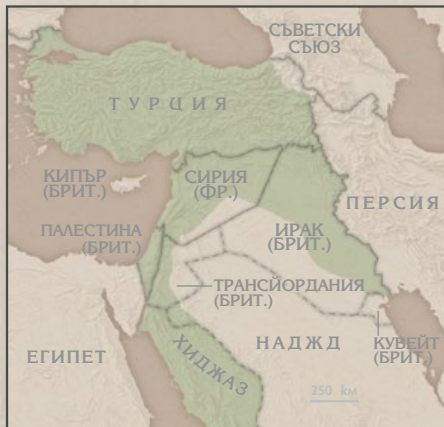 СЪВЕТСКИ
СЪЮЗ
ТУРЦИЯ
КИПЪР
(БРИТ.)
СИРИЯ
(ФР.)
ПЕРСИЯ
ПАЛЕСТИНА
(БРИТ.)
ИРАК
(БРИТ.)
ТРАНСЙОРДАНИЯ
(БРИТ.)
ЕГИПЕТ
ХИДЖАЗ
НАДЖД
КУВЕЙТ
(БРИТ.)
250 км